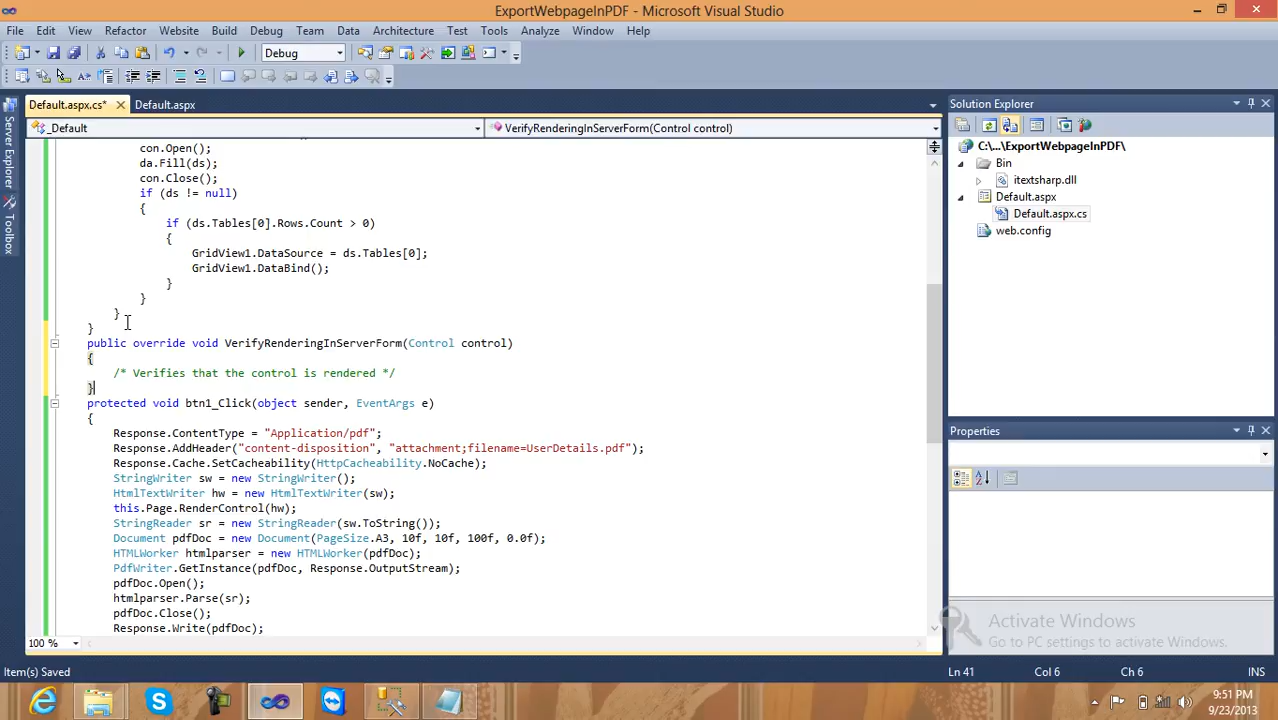 ExportWebpageInPDF - Microsoft Visual Studio
File Edit View Refactor Website Build Debug Team Data Architecture Test Tools Analyze Window Help
Debug
Default.aspx.cs* Default.aspx
_Default
VerifyRenderingInServerForm(Control control)
Server Explorer
Toolbox
con.Open();
da.Fill(ds);
con.Close();
if (ds != null)
{
if (ds.Tables[0].Rows.Count > 0)
{
GridView1.DataSource = ds.Tables[0];
GridView1.DataBind();
}
}
}
}
public override void VerifyRenderingInServerForm(Control control)
{
/* Verifies that the control is rendered */
}
protected void btn1_Click(object sender, EventArgs e)
{
Response.ContentType = "Application/pdf";
Response.AddHeader("content-disposition", "attachment;filename=UserDetails.pdf");
Response.Cache.SetCacheability(HttpCacheability.NoCache);
StringWriter sw = new StringWriter();
HtmlTextWriter hw = new HtmlTextWriter(sw);
this.Page.RenderControl(hw);
StringReader sr = new StringReader(sw.ToString());
Document pdfDoc = new Document(PageSize.A3, 10f, 10f, 100f, 0.0f);
HTMLWorker htmlparser = new HTMLWorker(pdfDoc);
PdfWriter.GetInstance(pdfDoc, Response.OutputStream);
pdfDoc.Open();
htmlparser.Parse(sr);
pdfDoc.Close();
Response.Write(pdfDoc);
100 %
Solution Explorer
C:\...\ExportWebpageInPDF\
Bin
itextsharp.dll
Default.aspx
Default.aspx.cs
web.config
Properties
Activate Windows
Go to PC settings to activate Windows.
Item(s) Saved
Ln 41 Col 6 Ch 6 INS
9:51 PM
9/23/2013